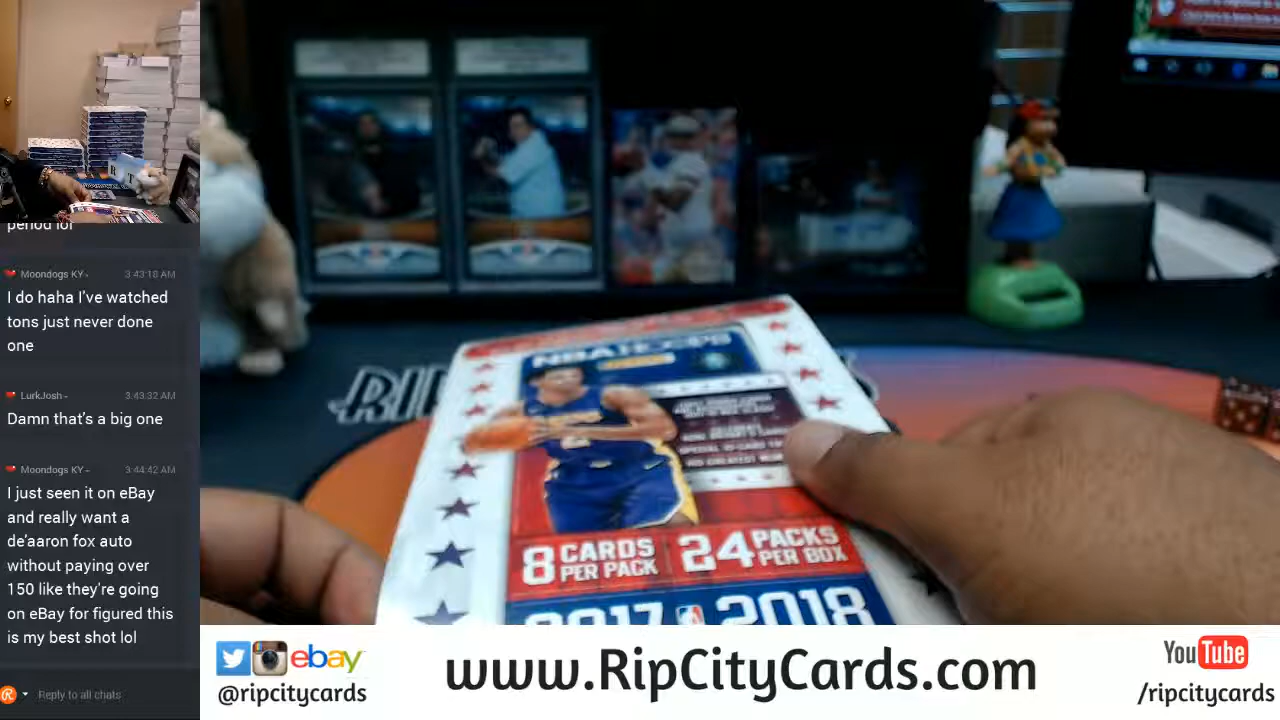 period lol
Moondogs KY
3:43:18 AM
I do haha I've watched
tons just never done
one
LurkJosh
3:43:32 AM
Damn that's a big one
Moondogs KY
3:44:42 AM
I just seen it on eBay
and really want a
de'aaron fox auto
without paying over
150 like they're going
on eBay for figured this
is my best shot lol
Reply to all chats
RIP
NBA HOOPS
8 CARDS PER PACK
24 PACKS PER BOX
2017 2018
ebay
@ripcitycards
www.RipCityCards.com
YouTube
/ripcitycards